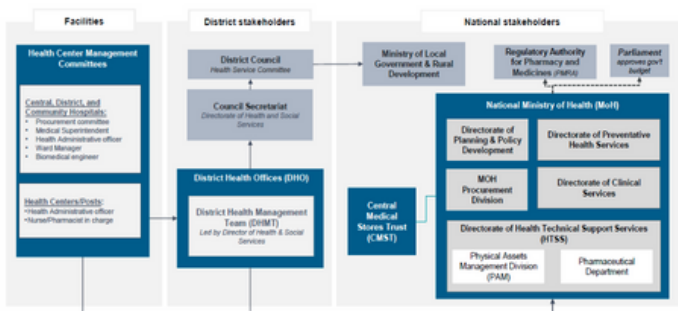 Facilities
District stakeholders
National stakeholders
Health Center Management
Committees
Central, District, and
Community Hospitals:
• Procurement committee
• Medical Superintendent
• Health Administrative officer
• Ward Manager
• Biomedical engineer
Health Centers/Posts:
•Health Administrative officer
•Nurse/Pharmacist in charge
District Council
Health Service Committee
Council Secretariat
Directorate of Health and Social
Services
District Health Offices (DHO)
District Health Management
Team (DHMT)
Led by Director of Health & Social
Services
Ministry of Local
Government & Rural
Development
Regulatory Authority
for Pharmacy and
Medicines (PMRA)
Parliament
approves gov't
budget
Central
Medical
Stores Trust
(CMST)
National Ministry of Health (MoH)
Directorate of
Planning & Policy
Development
Directorate of Preventative
Health Services
MOH
Procurement
Division
Directorate of Clinical
Services
Directorate of Health Technical Support Services
(HTSS)
Physical Assets
Management Division
(PAM)
Pharmaceutical
Department